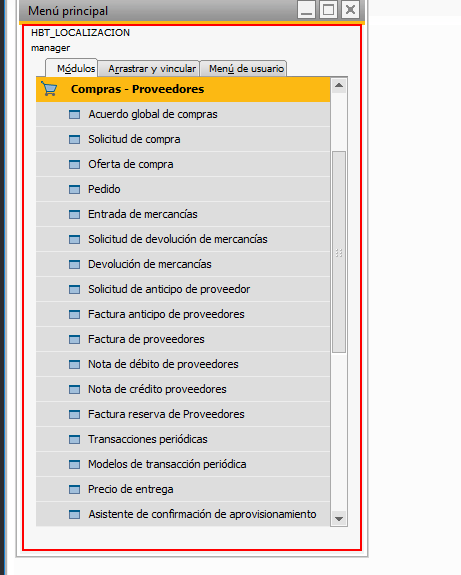 Menú principal
HBT_LOCALIZACION
manager
Módulos
Arrastrar y vincular
Menú de usuario
Compras - Proveedores
Acuerdo global de compras
Solicitud de compra
Oferta de compra
Pedido
Entrada de mercancías
Solicitud de devolución de mercancías
Devolución de mercancías
Solicitud de anticipo de proveedor
Factura anticipo de proveedores
Factura de proveedores
Nota de débito de proveedores
Nota de crédito proveedores
Factura reserva de Proveedores
Transacciones periódicas
Modelos de transacción periódica
Precio de entrega
Asistente de confirmación de aprovisionamiento